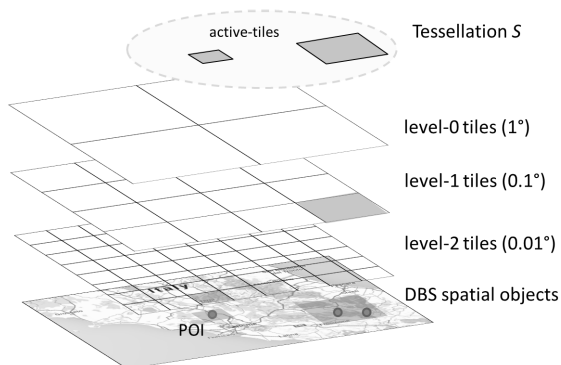 Tessellation S
active-tiles
level-0 tiles (1°)
level-1 tiles (0.1°)
level-2 tiles (0.01°)
Italy
DBS spatial objects
POI